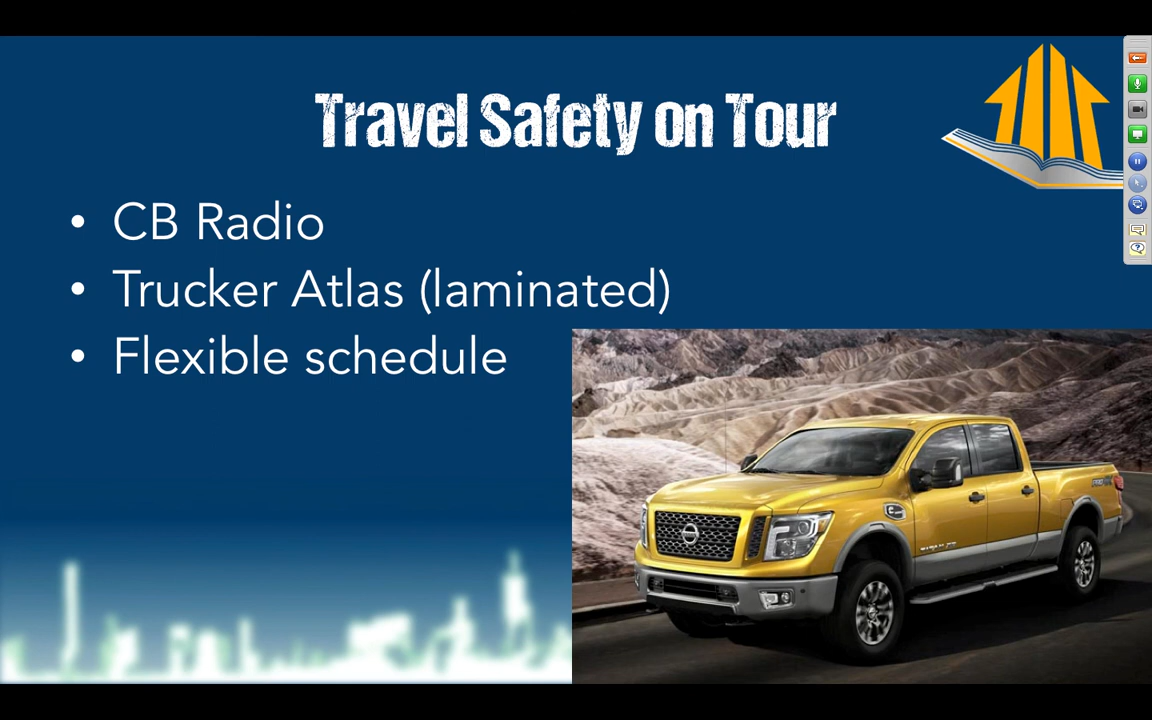 Travel Safety on Tour
• CB Radio
• Trucker Atlas (laminated)
• Flexible schedule